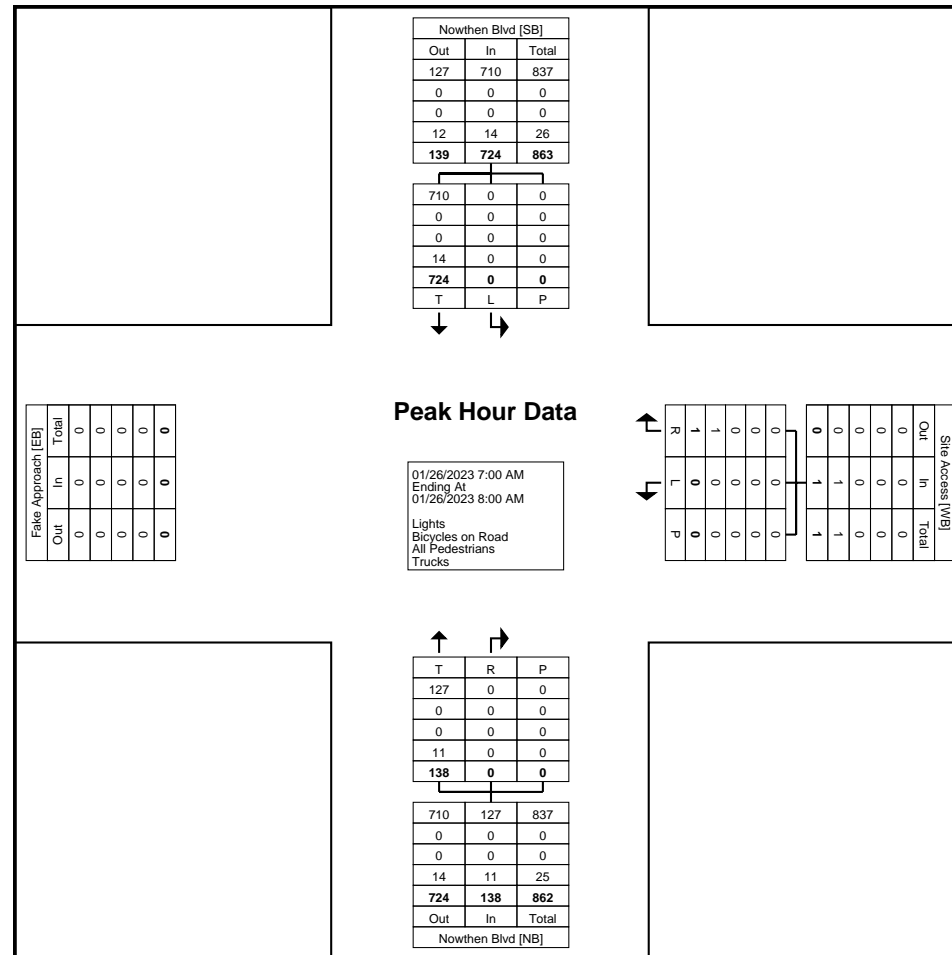 Nowthen Blvd [SB]
Out In Total
127 710 837
0 0 0
0 0 0
12 14 26
139 724 863
710 0 0
0 0 0
0 0 0
14 0 0
724 0 0
T L P
Fake Approach [EB]
Out In Total
0 0 0
0 0 0
0 0 0
0 0 0
0 0 0
Peak Hour Data
01/26/2023 7:00 AM
Ending At
01/26/2023 8:00 AM
Lights
Bicycles on Road
All Pedestrians
Trucks
Site Access [WB]
Out In Total
0 0 0
0 0 0
0 0 0
0 1 1
0 1 1
0 0 0
0 0 0
0 0 0
1 0 0
1 0 0
R L P
T R P
127 0 0
0 0 0
0 0 0
11 0 0
138 0 0
710 127 837
0 0 0
0 0 0
14 11 25
724 138 862
Out In Total
Nowthen Blvd [NB]